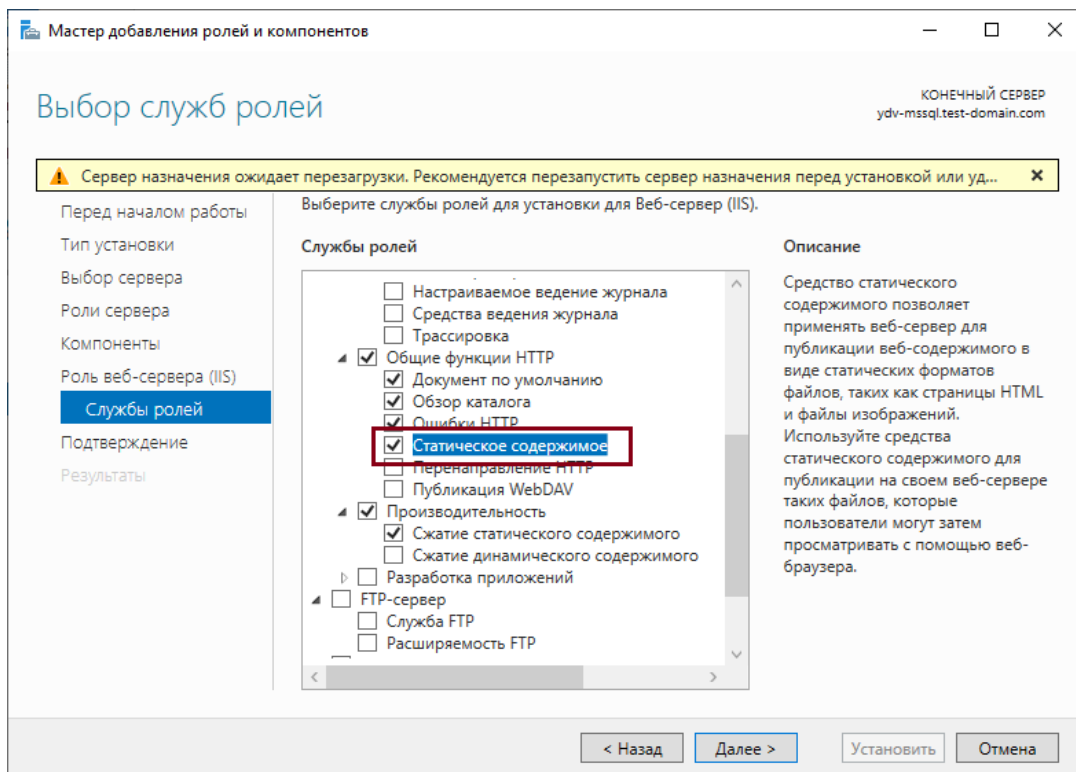 Мастер добавления ролей и компонентов
Выбор служб ролей
КОНЕЧНЫЙ СЕРВЕР
ydv-mssql.test-domain.com
Сервер назначения ожидает перезагрузки. Рекомендуется перезапустить сервер назначения перед установкой или уд...
Перед началом работы
Тип установки
Выбор сервера
Роли сервера
Компоненты
Роль веб-сервера (IIS)
Службы ролей
Подтверждение
Результаты
Выберите службы ролей для установки для Веб-сервер (IIS).
Службы ролей
Настраиваемое ведение журнала
Средства ведения журнала
Трассировка
Общие функции HTTP
Документ по умолчанию
Обзор каталога
Ошибки HTTP
Статическое содержимое
Перенаправление HTTP
Публикация WebDAV
Производительность
Сжатие статического содержимого
Сжатие динамического содержимого
Разработка приложений
FTP-сервер
Служба FTP
Расширяемость FTP
Описание
Средство статического
содержимого позволяет
применять веб-сервер для
публикации веб-содержимого в
виде статических форматов
файлов, таких как страницы HTML
и файлы изображений.
Используйте средства
статического содержимого для
публикации на своем веб-сервере
таких файлов, которые
пользователи могут затем
просматривать с помощью веб-
браузера.
< Назад
Далее >
Установить
Отмена